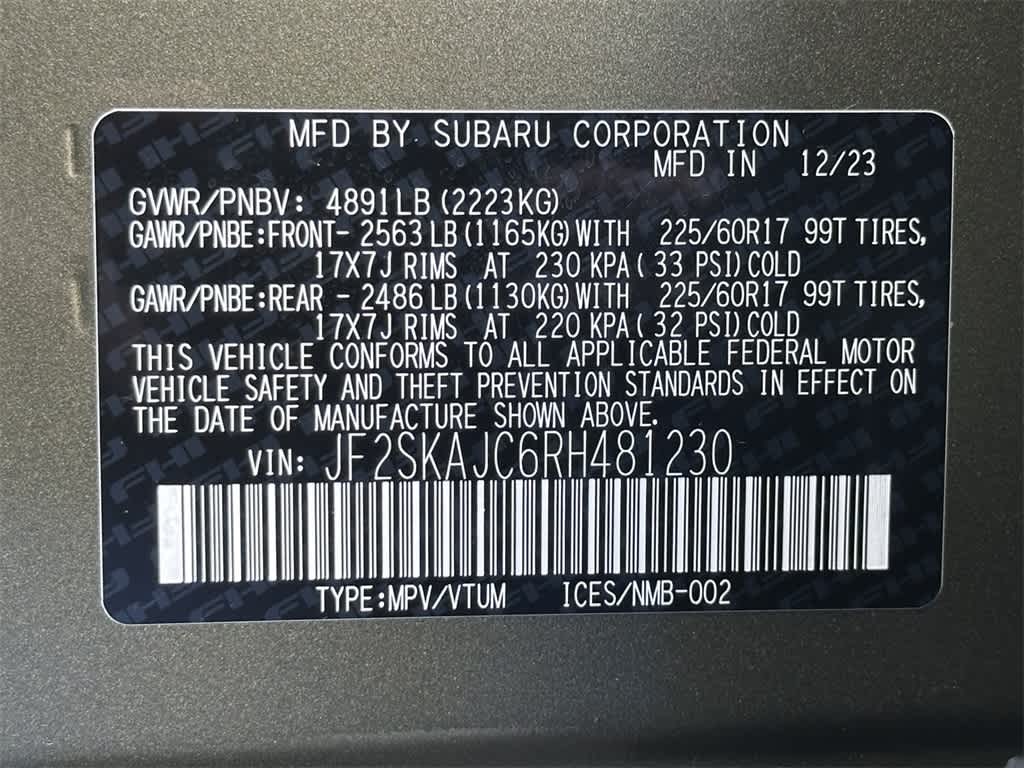 MFD BY SUBARU CORPORATION
MFD IN 12/23
GVWR/PNBV: 4891LB (2223KG)
GAWR/PNBE:FRONT- 2563LB (1165KG)WITH 225/60R17 99T TIRES,
17X7J RIMS AT 230 KPA( 33 PSI)COLD
GAWR/PNBE:REAR - 2486LB (1130KG)WITH 225/60R17 99T TIRES,
17X7J RIMS AT 220 KPA( 32 PSI)COLD
THIS VEHICLE CONFORMS TO ALL APPLICABLE FEDERAL MOTOR
VEHICLE SAFETY AND THEFT PREVENTION STANDARDS IN EFFECT ON
THE DATE OF MANUFACTURE SHOWN ABOVE.
VIN: JF2SKAJC6RH481230
TYPE:MPV/VTUM ICES/NMB-002